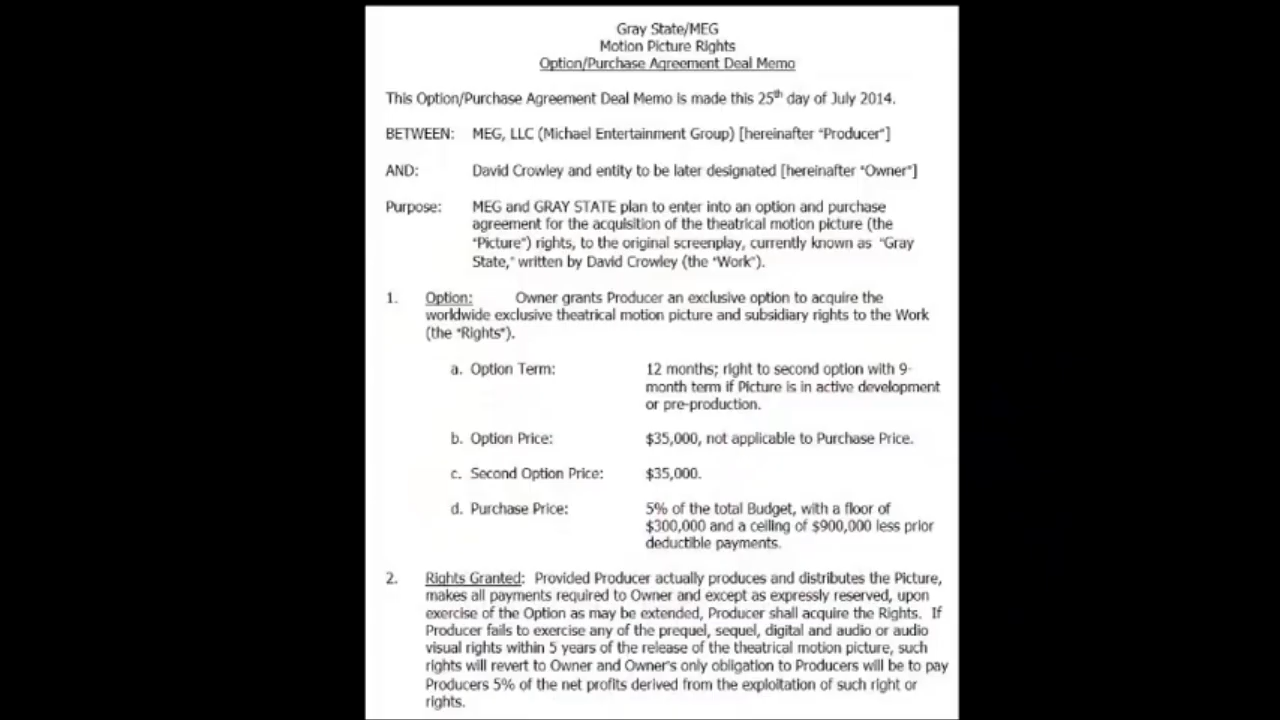 Gray State/MEG
Motion Picture Rights
Option/Purchase Agreement Deal Memo
This Option/Purchase Agreement Deal Memo is made this 25th day of July 2014.
BETWEEN: MEG, LLC (Michael Entertainment Group) [hereinafter "Producer"]
AND: David Crowley and entity to be later designated [hereinafter "Owner"]
Purpose: MEG and GRAY STATE plan to enter into an option and purchase
agreement for the acquisition of the theatrical motion picture (the
"Picture") rights, to the original screenplay, currently known as "Gray
State," written by David Crowley (the "Work").
1. Option: Owner grants Producer an exclusive option to acquire the
worldwide exclusive theatrical motion picture and subsidiary rights to the Work
(the "Rights").
a. Option Term: 12 months; right to second option with 9-
month term if Picture is in active development
or pre-production.
b. Option Price: $35,000, not applicable to Purchase Price.
c. Second Option Price: $35,000.
d. Purchase Price: 5% of the total Budget, with a floor of
$300,000 and a ceiling of $900,000 less prior
deductible payments.
2. Rights Granted: Provided Producer actually produces and distributes the Picture,
makes all payments required to Owner and except as expressly reserved, upon
exercise of the Option as may be extended, Producer shall acquire the Rights. If
Producer fails to exercise any of the prequel, sequel, digital and audio or audio
visual rights within 5 years of the release of the theatrical motion picture, such
rights will revert to Owner and Owner's only obligation to Producers will be to pay
Producers 5% of the net profits derived from the exploitation of such right or
rights.